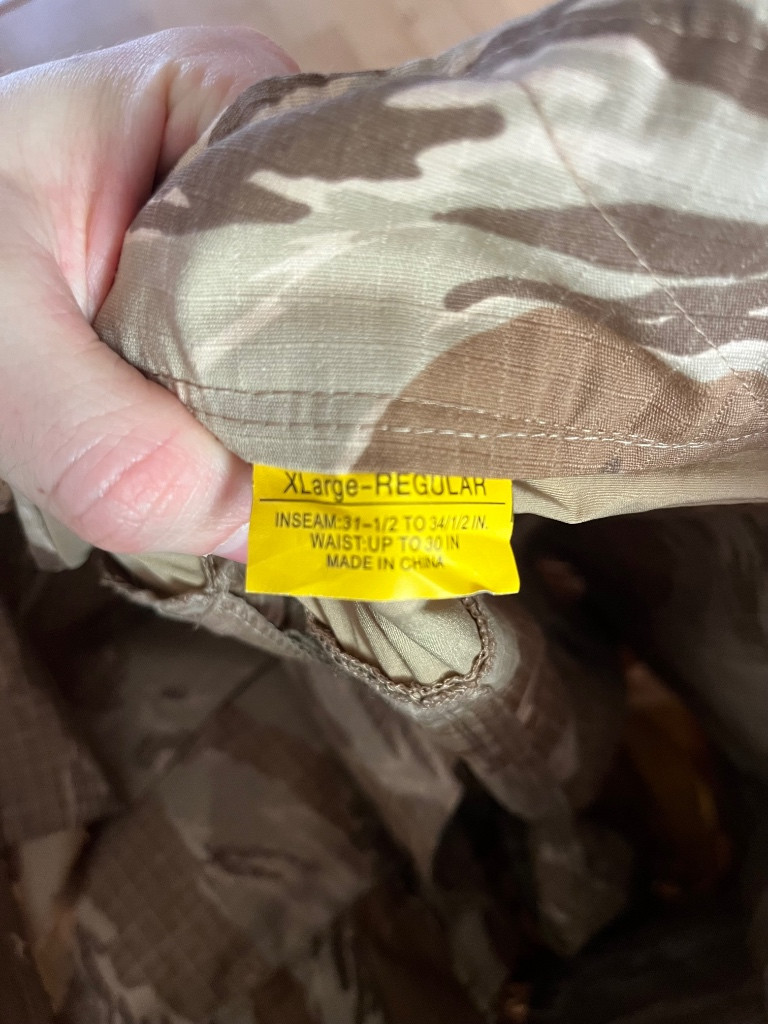 XLarge-REGULAR
INSEAM:31-1/2 TO 34/1/2 IN.
WAIST:UP TO 30 IN
MADE IN CHINA